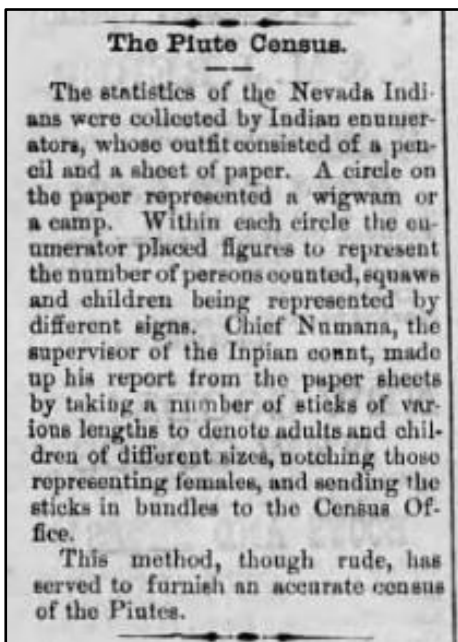 The Piute Census.
The statistics of the Nevada Indi-
ans were collected by Indian enumer-
ators, whose outfit consisted of a pen-
cil and a sheet of paper. A circle on
the paper represented a wigwam or
a camp. Within each circle the enu-
umerator placed figures to represent
the number of persons counted, squaws
and children being represented by
different signs. Chief Numana, the
supervisor of the Inpian count, made
up his report from the paper sheets
by taking a number of sticks of var-
ious lengths to denote adults and chil-
dren of different sizes, notching those
representing females, and sending the
sticks in bundles to the Census Of-
fice.
This method, though rude, has
served to furnish an accurate census
of the Piutes.